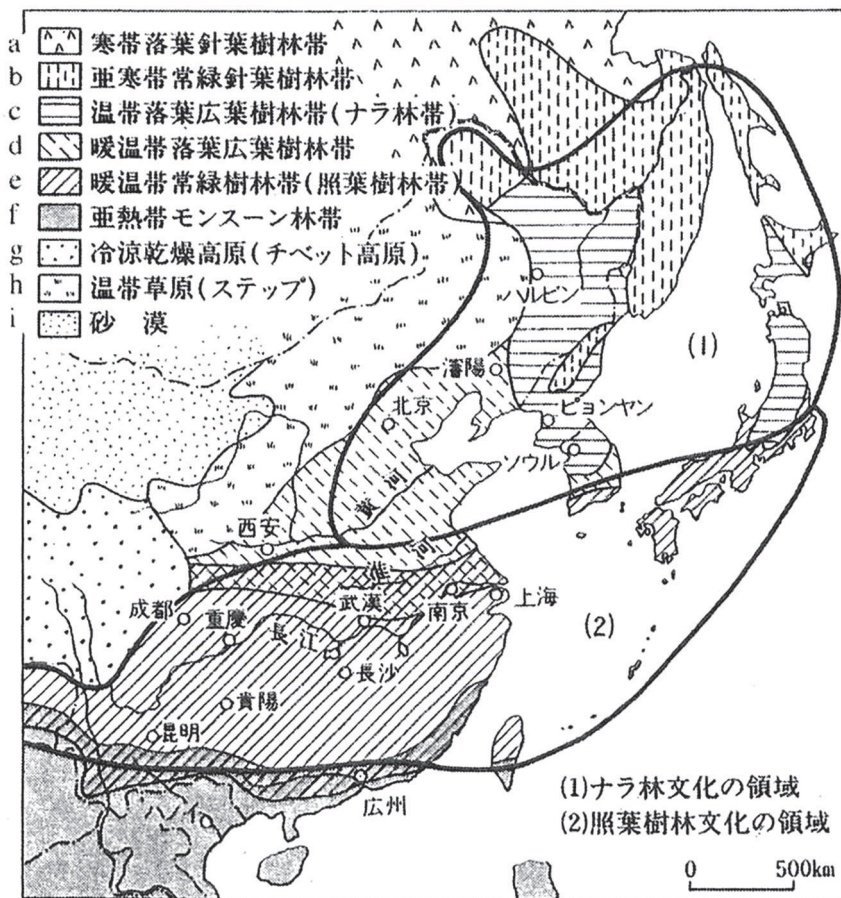 a 寒帯落葉針葉樹林帯
b 亜寒帯常緑針葉樹林帯
c 温帯落葉広葉樹林帯(ナラ林帯)
d 暖温帯落葉広葉樹林帯
e 暖温帯常緑樹林帯(照葉樹林帯)
f 亜熱帯モンスーン林帯
g 冷涼乾燥高原(チベット高原)
h 温帯草原(ステップ)
i 砂漠
ハルビン
(1)
瀋陽
北京
ピョンヤン
ソウル
黄河
西安
淮河
成都
重慶
武漢
南京
上海
長江
(2)
長沙
貴陽
昆明
広州
ハノイ
(1)ナラ林文化の領域
(2)照葉樹林文化の領域
0 500km